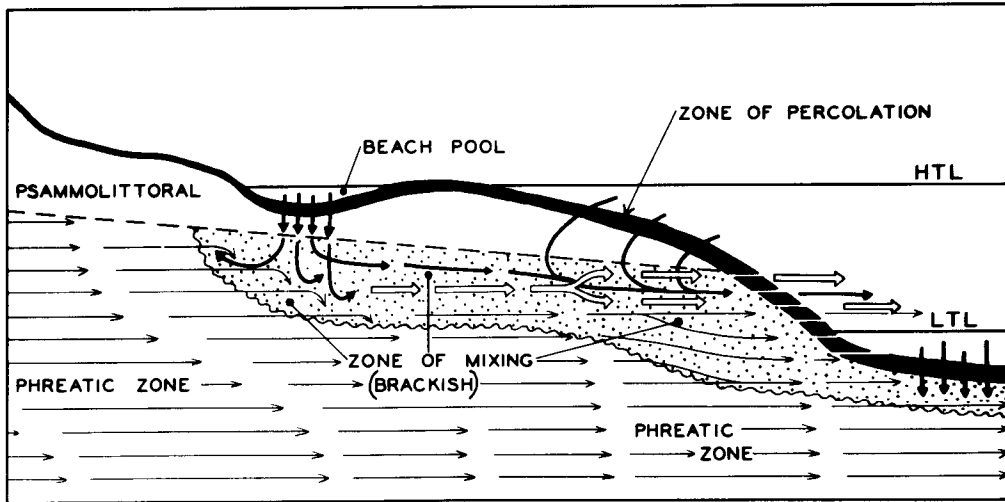 ZONE OF PERCOLATION
BEACH POOL
HTL
PSAMMOLITTORAL
LTL
ZONE OF MIXING
(BRACKISH)
PHREATIC ZONE
PHREATIC
ZONE